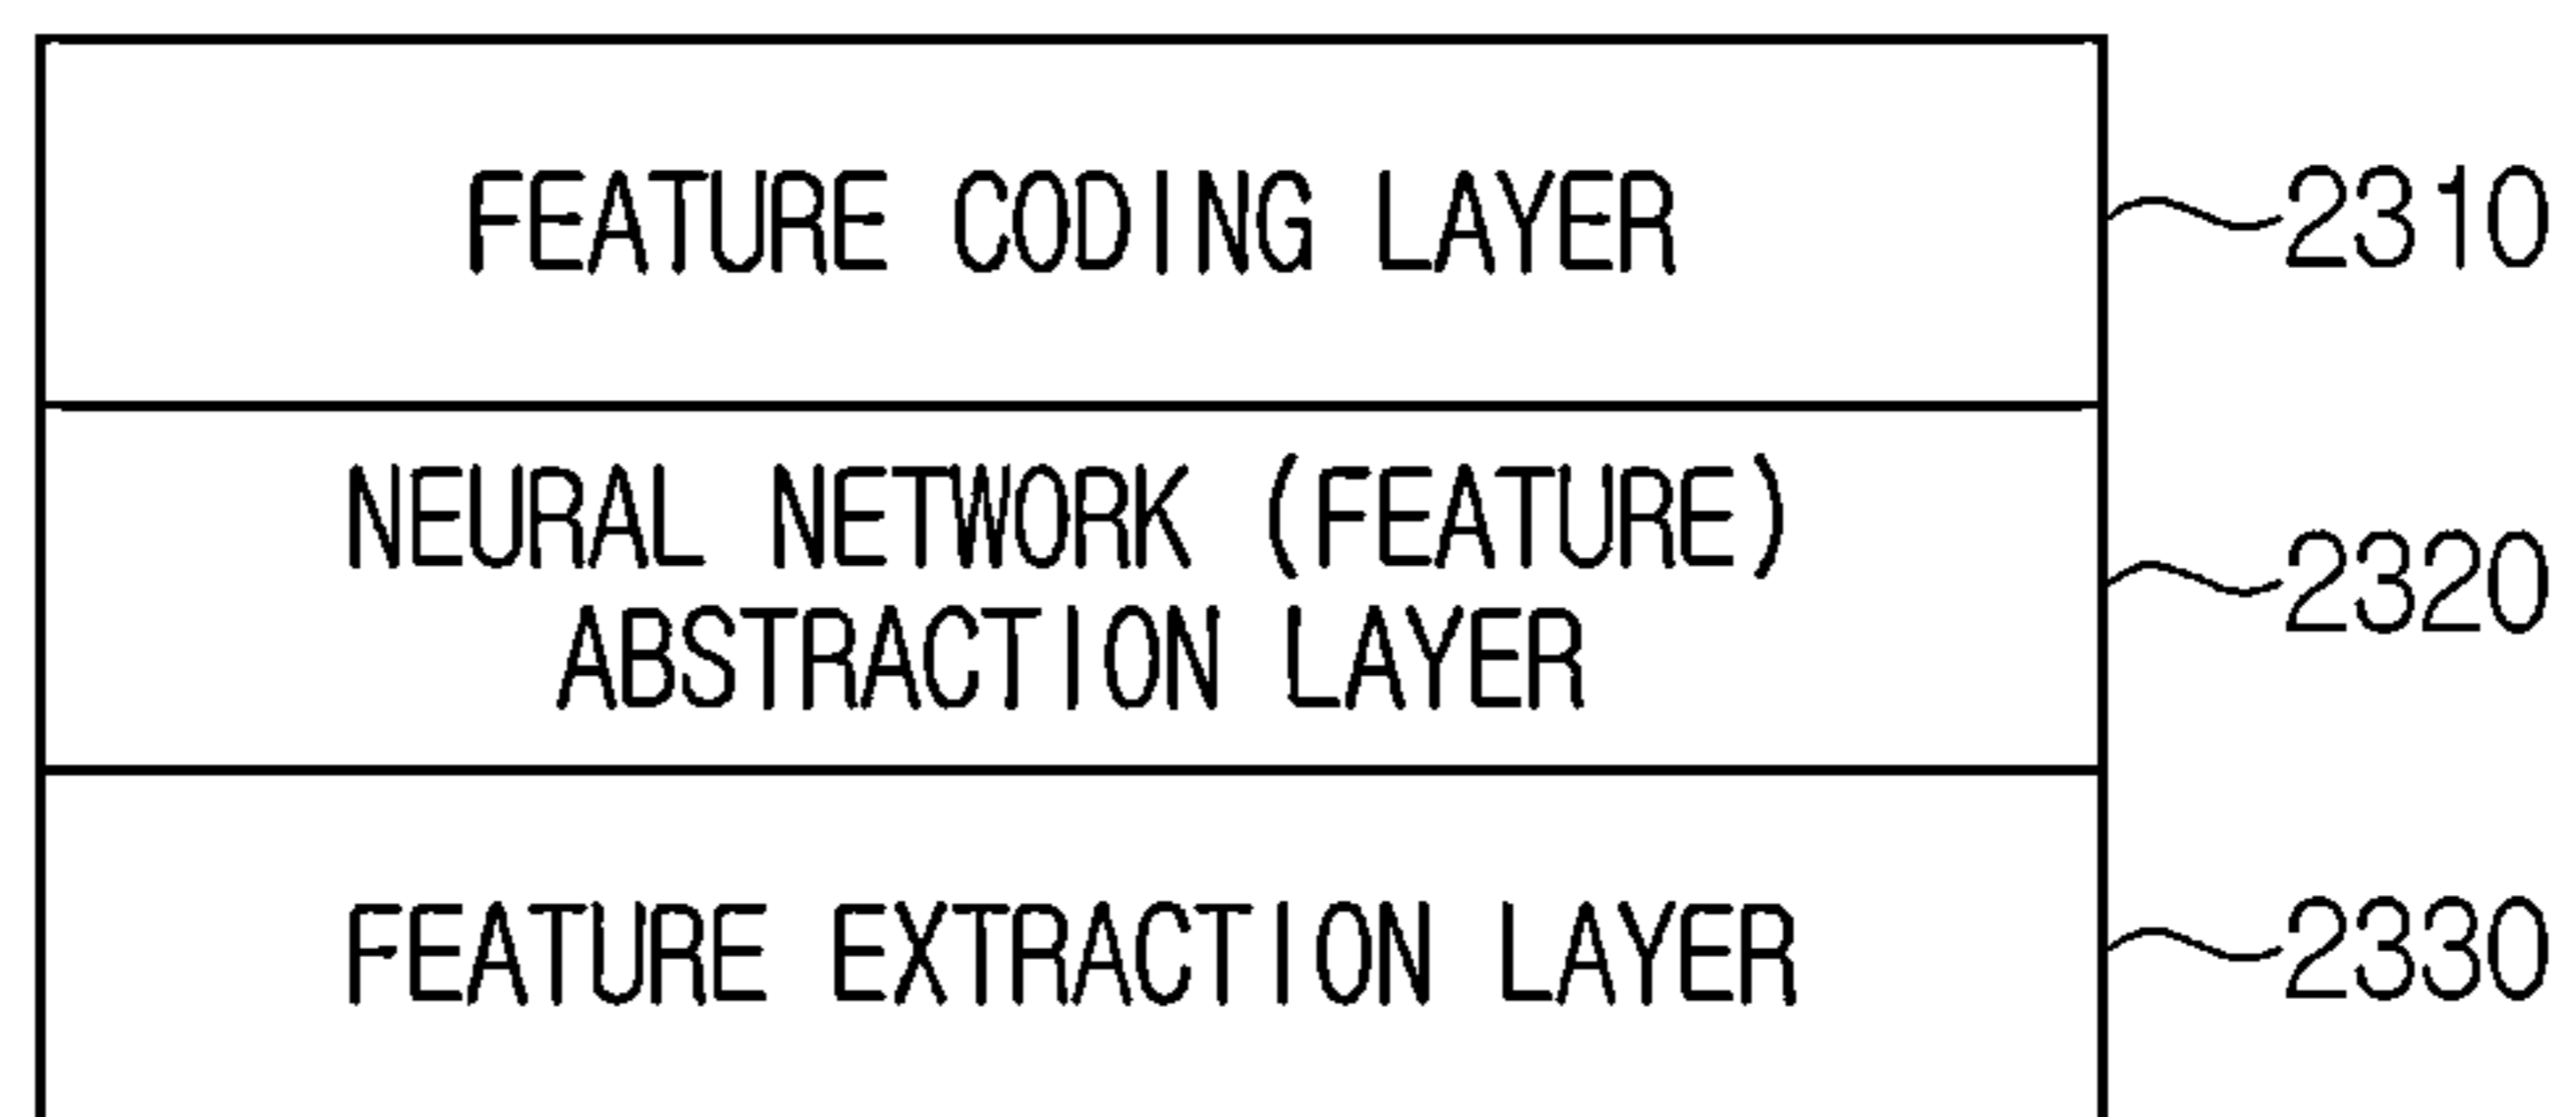 FEATURE CODING LAYER 2310
NEURAL NETWORK (FEATURE)
ABSTRACTION LAYER 2320
FEATURE EXTRACTION LAYER 2330